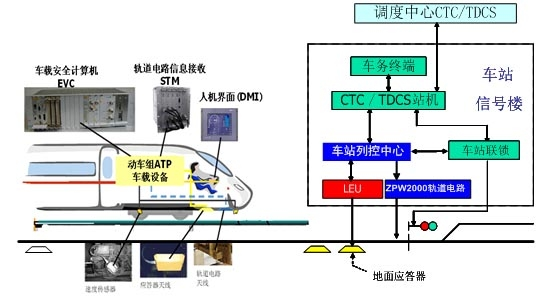 调度中心CTC/TDCS
车载安全计算机
EVC
轨道电路信息接收
STM
人机界面(DMI)
动车组ATP
车载设备
速度传感器
应答器天线
轨道电路
天线
车务终端
CTC/TDCS站机
车站
信号楼
车站列控中心
车站联锁
LEU
ZPW2000轨道电路
地面应答器